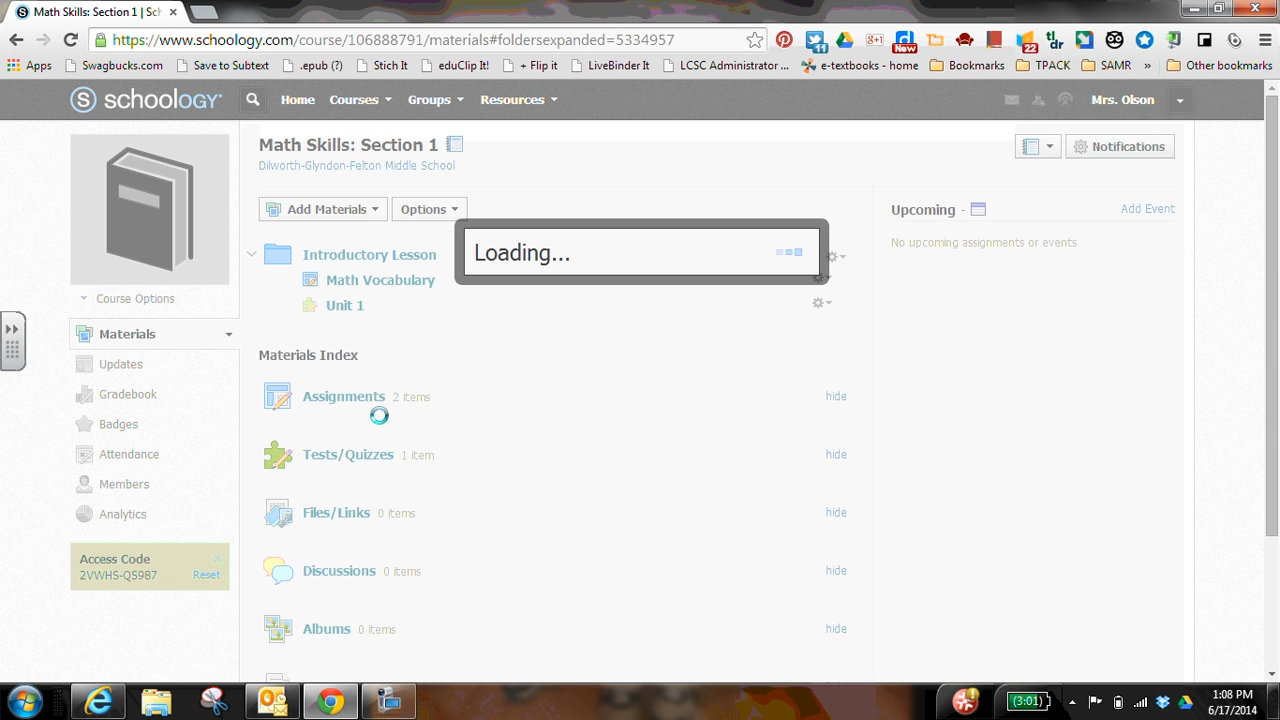 Math Skills: Section 1 | Sch
https://www.schoology.com/course/106888791/materials#foldersexpanded=5334957
11
New
22
tl;dr
Apps
Swagbucks.com
Save to Subtext
.epub (?)
Stich It
eduClip It!
+ Flip it
LiveBinder It
LCSC Administrator ...
e-textbooks - home
Bookmarks
TPACK
SAMR
»
Other bookmarks
S schoology
Home
Courses
Groups
Resources
Mrs. Olson
Math Skills: Section 1
Notifications
Dilworth-Glyndon-Felton Middle School
Add Materials
Options
Upcoming ·
Add Event
No upcoming assignments or events
Loading...
Introductory Lesson
Math Vocabulary
Unit 1
Course Options
Materials
Updates
Gradebook
Badges
Attendance
Members
Analytics
Access Code
2VWHS-QS987
Reset
Materials Index
Assignments 2 items
hide
Tests/Quizzes 1 item
hide
Files/Links 0 items
hide
Discussions 0 items
hide
Albums 0 items
hide
(3:01)
1:08 PM
6/17/2014